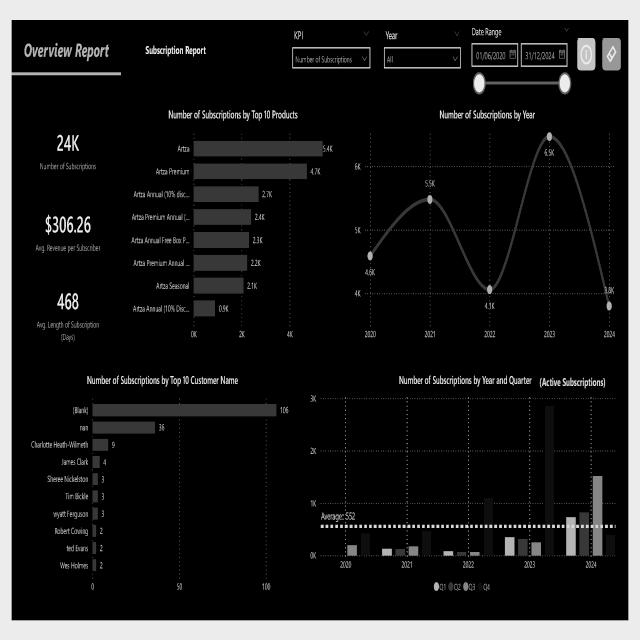 Overview Report
Subscription Report
KPI
Number of Subscriptions
Year
All
Date Range
01/06/2020
31/12/2024
24K
Number of Subscriptions
$306.26
Avg. Revenue per Subscriber
468
Avg. Length of Subscription
(Days)
Number of Subscriptions by Top 10 Products
Artza
5.4K
Artza Premium
4.7K
Artza Annual (10% disc...
2.7K
Artza Premium Annual (...
2.4K
Artza Annual Free Box P...
2.3K
Artza Premium Annual ...
2.2K
Artza Seasonal
2.1K
Artza Annual (10% Disc...
0.9K
0K
2K
4K
Number of Subscriptions by Year
6K
5K
4K
4.6K
5.5K
4.1K
6.5K
3.8K
2020
2021
2022
2023
2024
Number of Subscriptions by Top 10 Customer Name
(Blank)
106
nan
36
Charlotte Heath-Wilmeth
9
James Clark
4
Sheree Nickelston
3
Tim Bickle
3
wyatt Ferguson
3
Robert Cowing
2
ted Evans
2
Wes Holmes
2
0
50
100
Number of Subscriptions by Year and Quarter
(Active Subscriptions)
3K
2K
1K
0K
Average: 552
2020
2021
2022
2023
2024
Q1
Q2
Q3
Q4